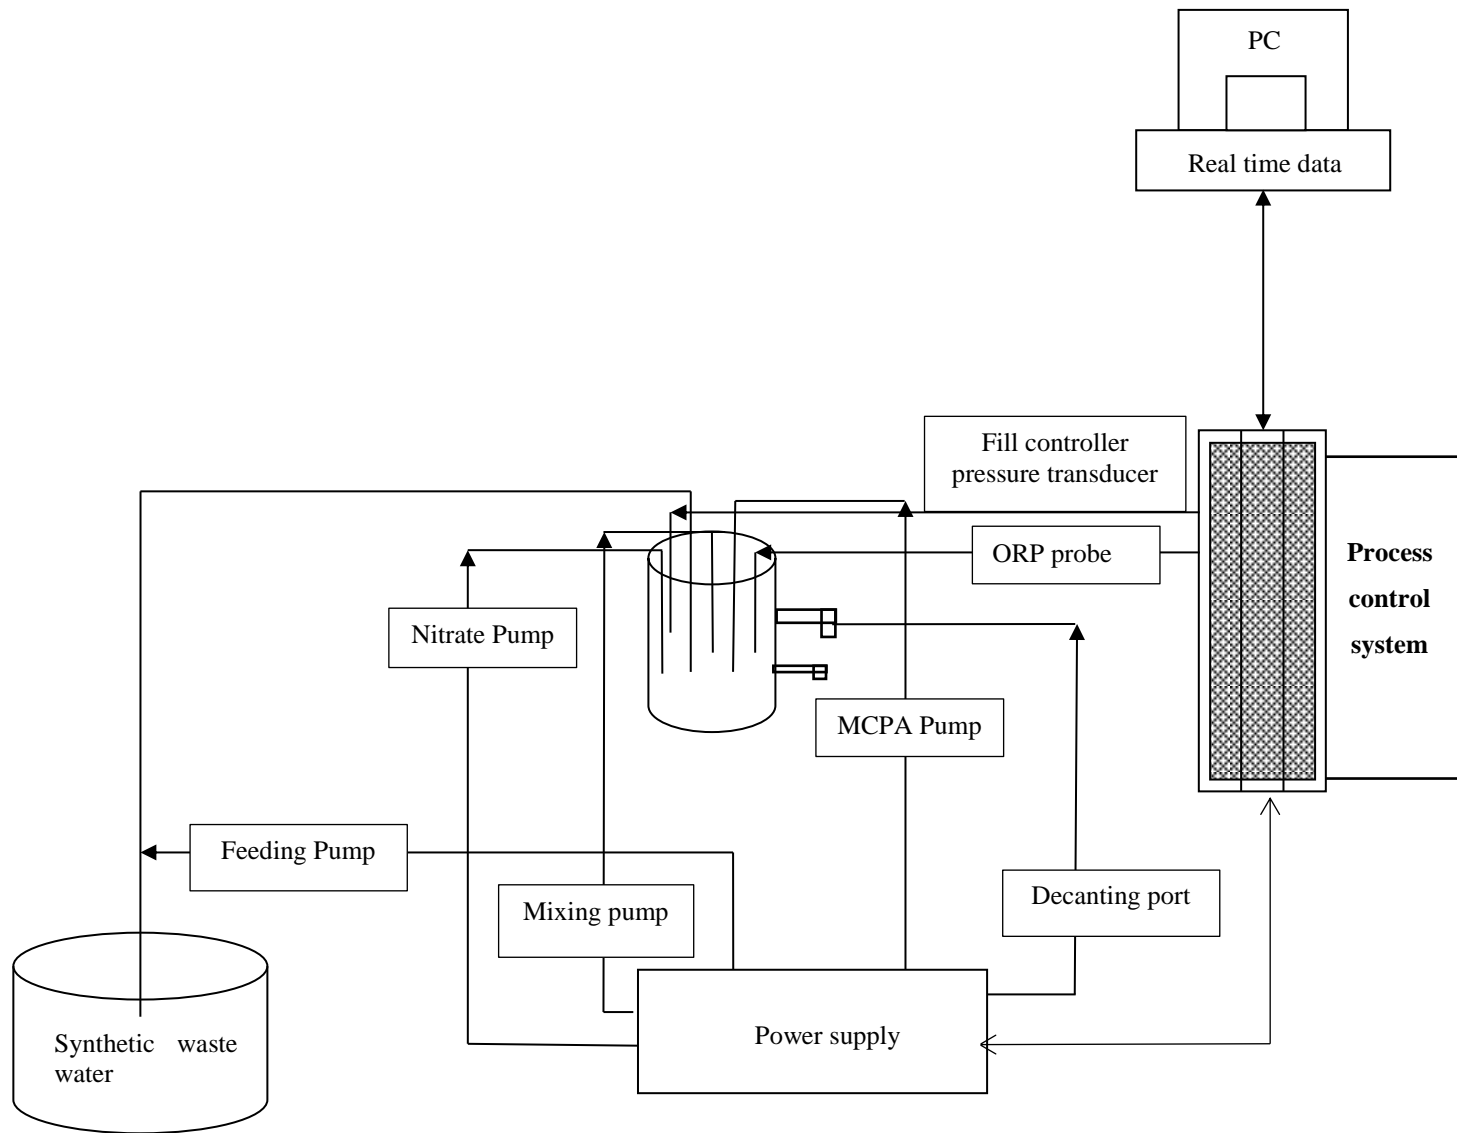 PC
Real time data
Fill controller
pressure transducer
ORP probe
Process
control
system
Nitrate Pump
MCPA Pump
Feeding Pump
Mixing pump
Decanting port
Power supply
Synthetic waste
water